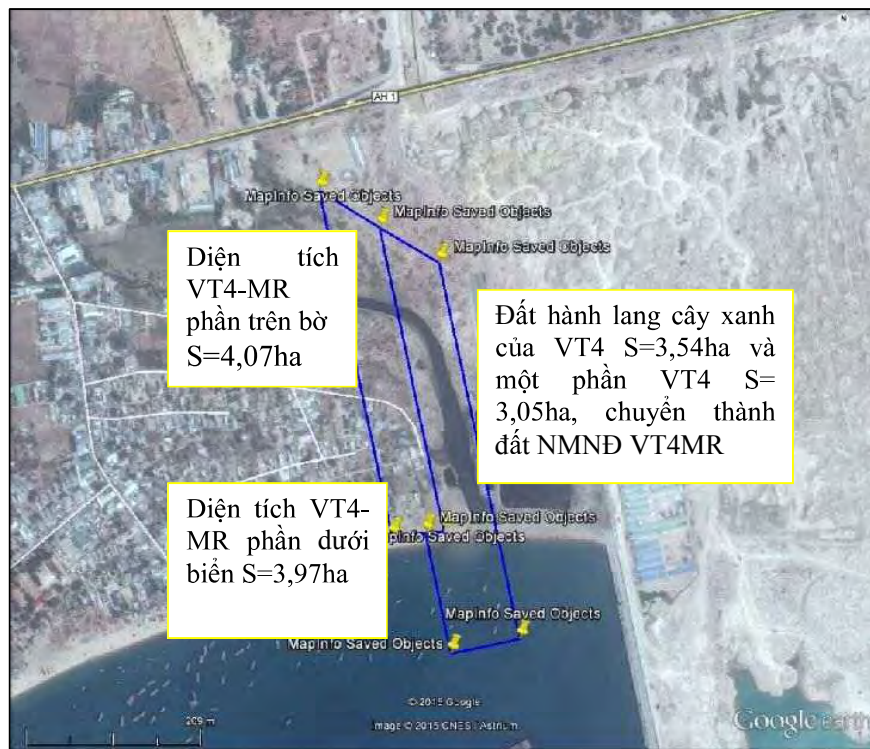 N
AH 1
MapInfo Saved Objects
MapInfo Saved Objects
MapInfo Saved Objects
Diện tích
VT4-MR
phần trên bờ
S=4,07ha
Đất hành lang cây xanh
của VT4 S=3,54ha và
một phần VT4 S=
3,05ha, chuyển thành
đất NMNĐ VT4MR
Diện tích VT4-
MR phần dưới
biển S=3,97ha
MapInfo Saved Objects
apInfo Saved Objects
MapInfo Saved Objects
MapInfo Saved Objects
© 2015 Google
Image © 2015 CNES / Astrium
209 m
Google earth